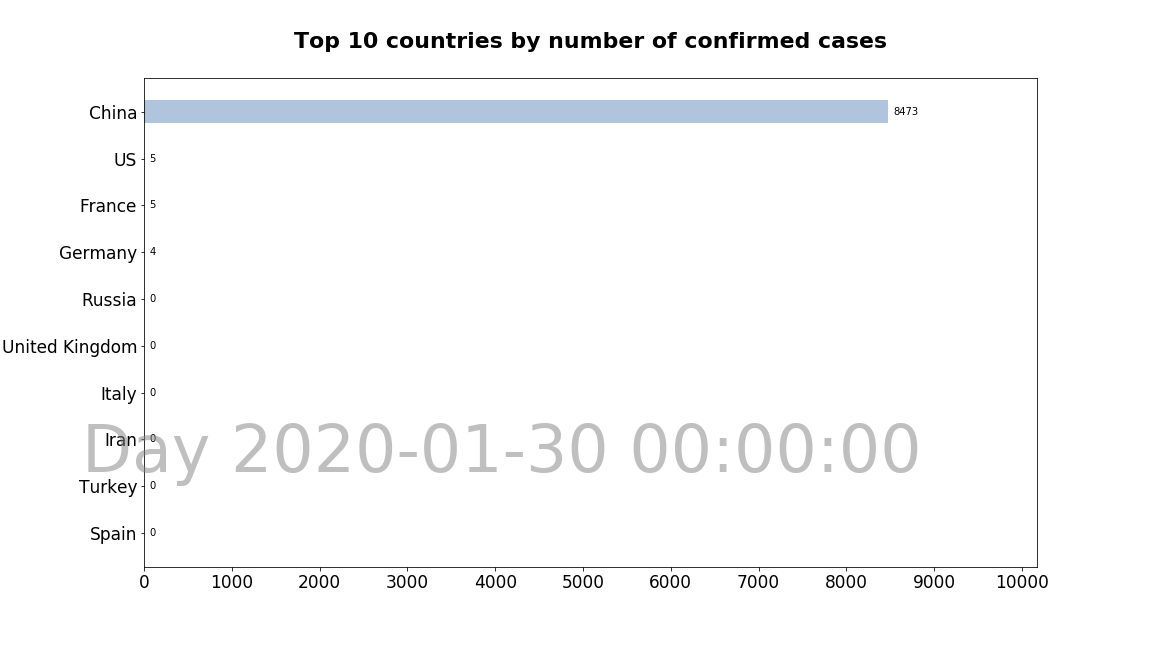 Top 10 countries by number of confirmed cases
China 8473
US 5
France 5
Germany 4
Russia 0
United Kingdom 0
Italy 0
Iran 0
Day 2020-01-30 00:00:00
Turkey 0
Spain 0
0 1000 2000 3000 4000 5000 6000 7000 8000 9000 10000